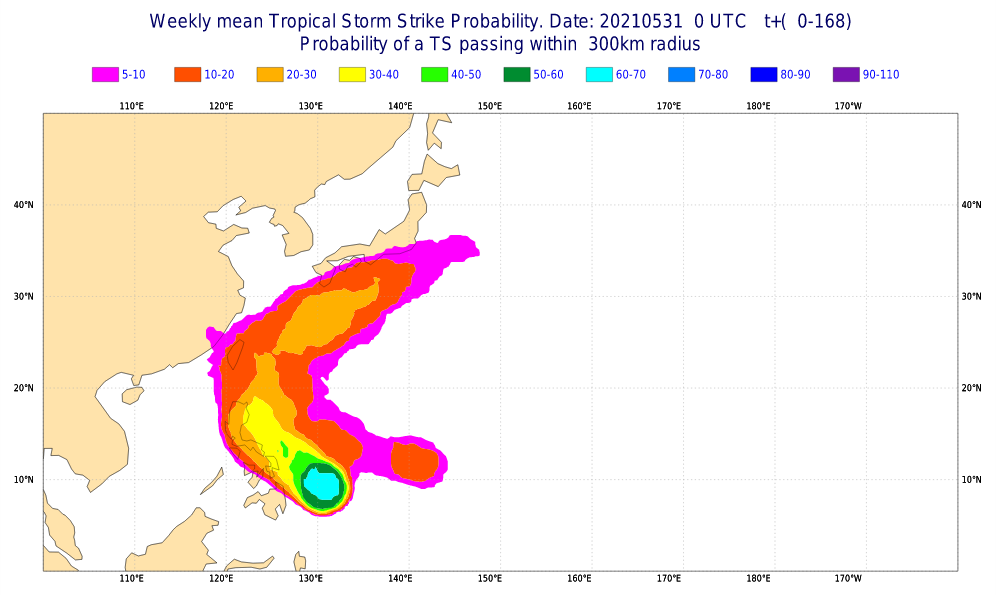 Weekly mean Tropical Storm Strike Probability. Date: 20210531  0 UTC   t+(  0-168)
Probability of a TS passing within  300km radius
5-10 10-20 20-30 30-40 40-50 50-60 60-70 70-80 80-90 90-110
110°E 120°E 130°E 140°E 150°E 160°E 170°E 180°E 170°W
40°N 40°N
30°N 30°N
20°N 20°N
10°N 10°N
110°E 120°E 130°E 140°E 150°E 160°E 170°E 180°E 170°W